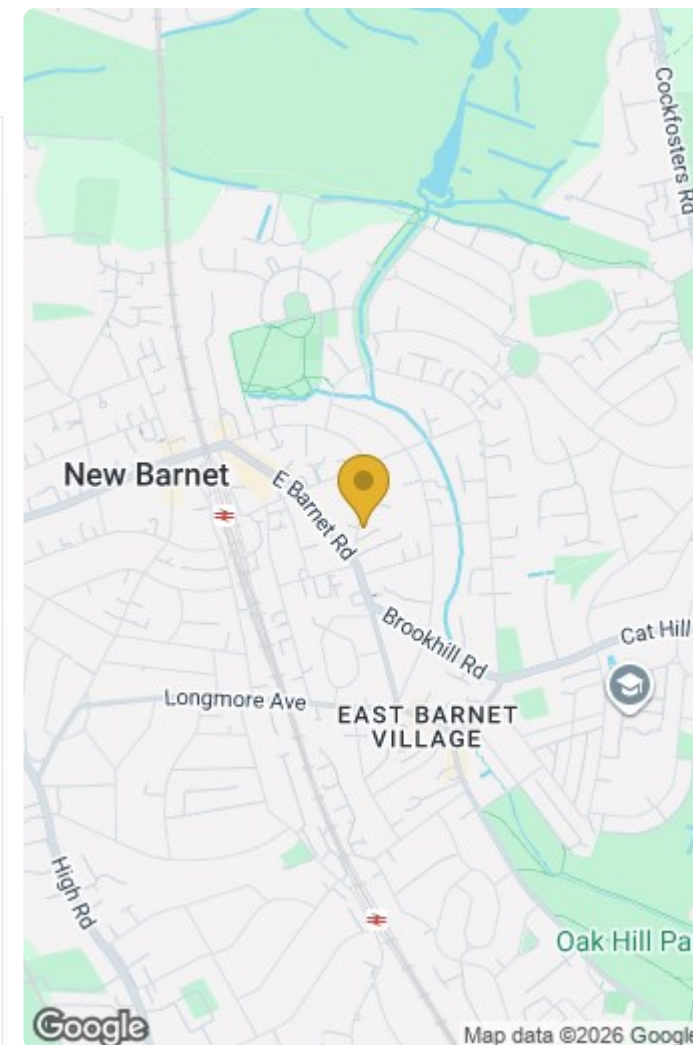 Cockfosters Rd
New Barnet
E Barnet Rd
Brookhill Rd
Cat Hill
Longmore Ave
EAST BARNET
VILLAGE
High Rd
Oak Hill Pa
Google
Map data ©2026 Google